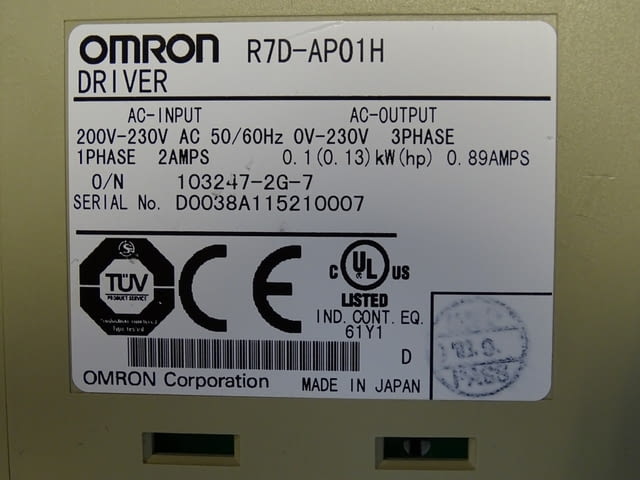 OMRON R7D-AP01H
DRIVER
AC-INPUT AC-OUTPUT
200V-230V AC 50/60Hz 0V-230V 3PHASE
1PHASE 2AMPS 0.1(0.13)kW(hp) 0.89AMPS
O/N 103247-2G-7
SERIAL No. D0038A115210007
TÜV
PRODUCT SERVICE
CE
C UL US
LISTED
IND. CONT. EQ.
61Y1
D
OMRON Corporation MADE IN JAPAN
PASS